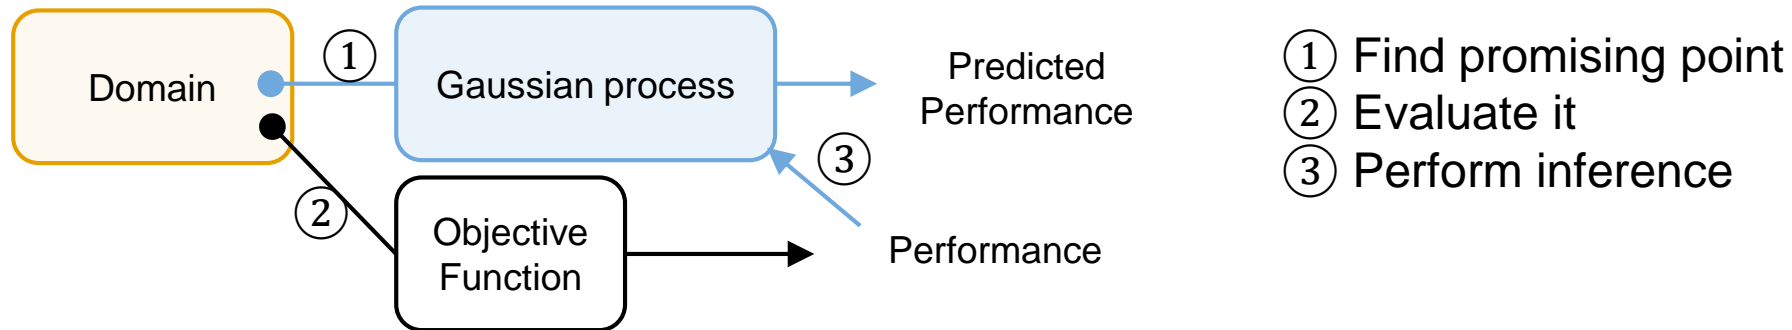 Domain
①
Gaussian process
Predicted
Performance
③
②
Objective
Function
Performance
① Find promising point
② Evaluate it
③ Perform inference